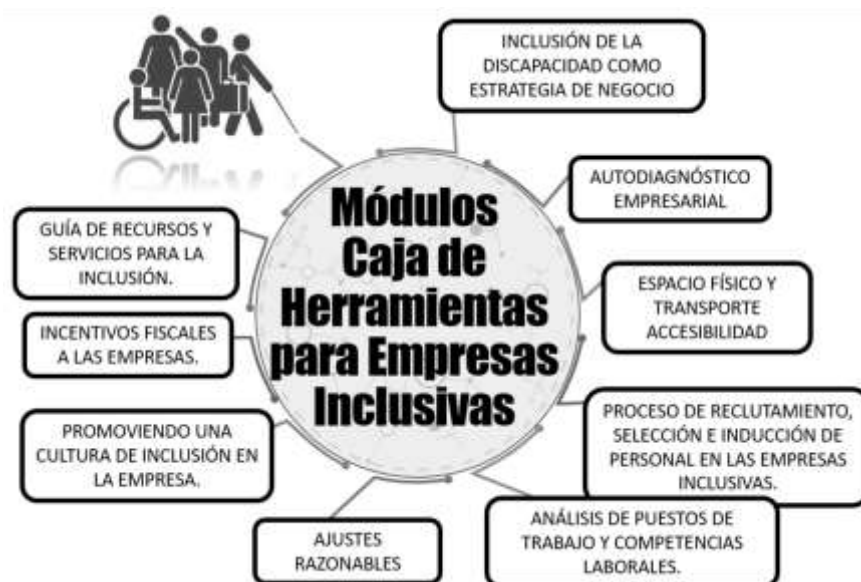 INCLUSIÓN DE LA
DISCAPACIDAD COMO
ESTRATEGIA DE NEGOCIO
AUTODIAGNÓSTICO
EMPRESARIAL
ESPACIO FÍSICO Y
TRANSPORTE
ACCESIBILIDAD
PROCESO DE RECLUTAMIENTO,
SELECCIÓN E INDUCCIÓN DE
PERSONAL EN LAS EMPRESAS
INCLUSIVAS.
ANÁLISIS DE PUESTOS DE
TRABAJO Y COMPETENCIAS
LABORALES.
AJUSTES
RAZONABLES
PROMOVIENDO UNA
CULTURA DE INCLUSIÓN EN
LA EMPRESA.
INCENTIVOS FISCALES
A LAS EMPRESAS.
GUÍA DE RECURSOS Y
SERVICIOS PARA LA
INCLUSIÓN.
Módulos
Caja de
Herramientas
para Empresas
Inclusivas